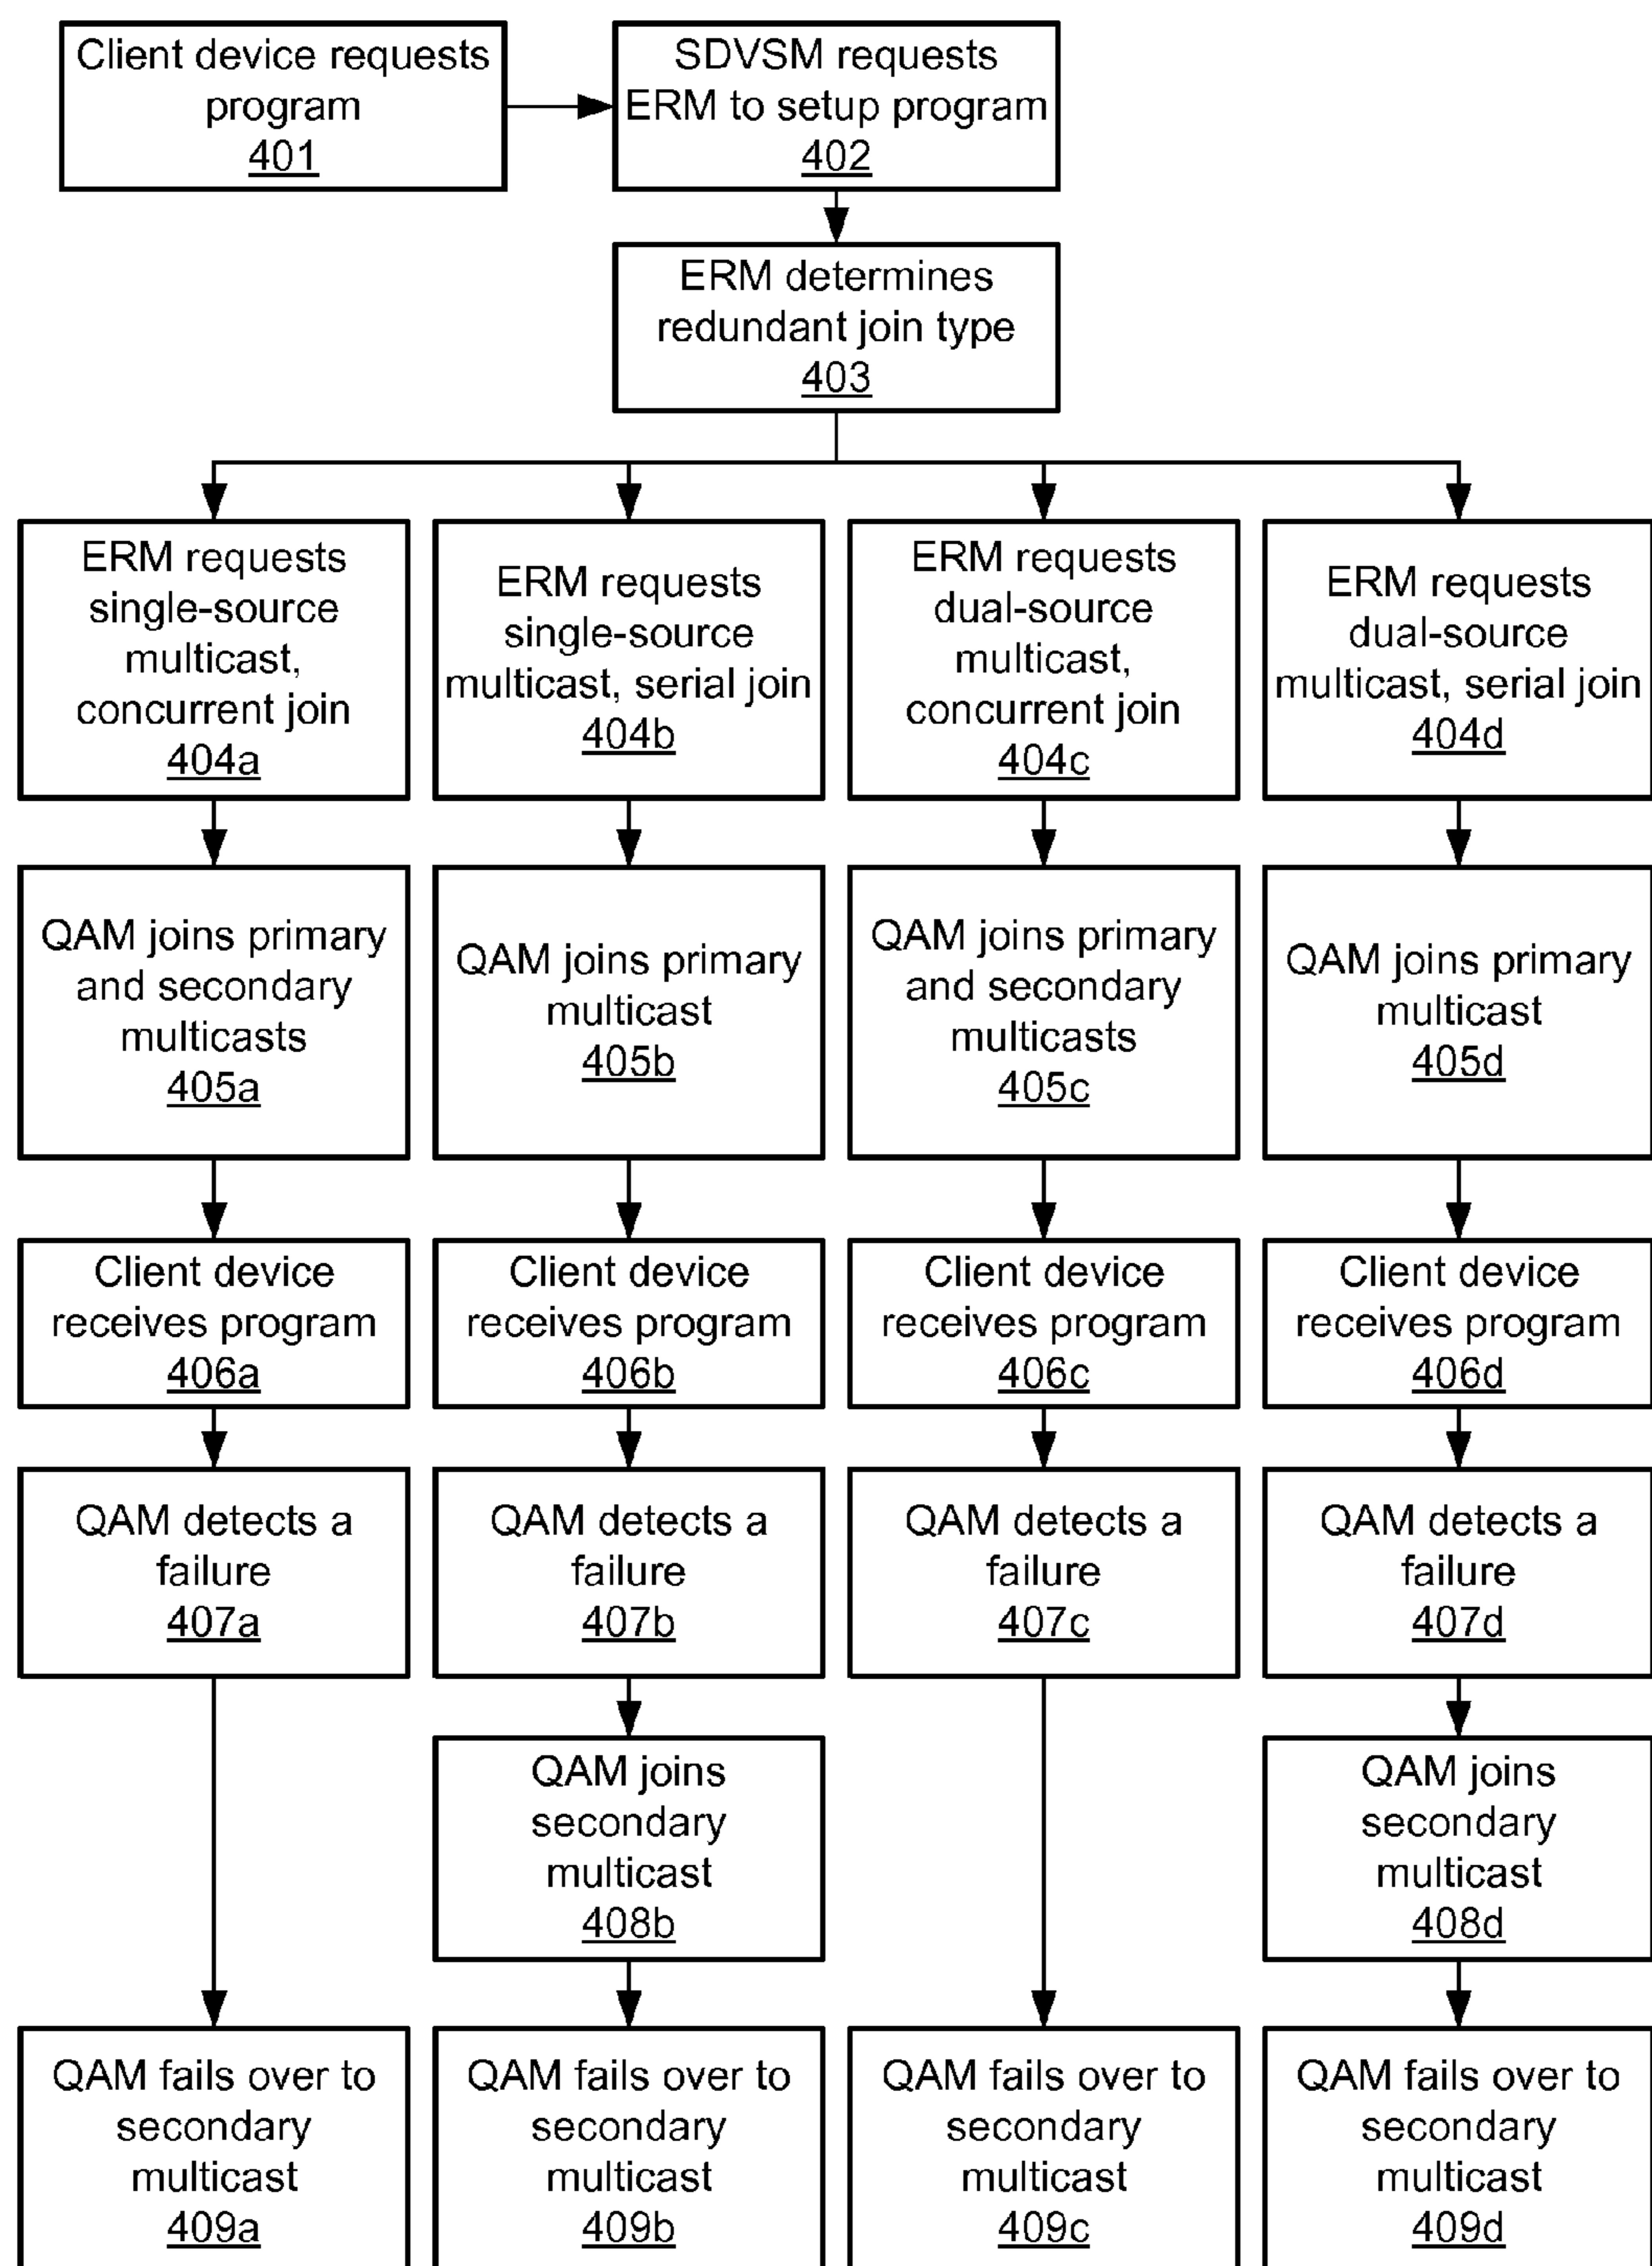 Client device requests
program
401
SDVSM requests
ERM to setup program
402
ERM determines
redundant join type
403
ERM requests
single-source
multicast,
concurrent join
404a
ERM requests
single-source
multicast, serial join
404b
ERM requests
dual-source
multicast,
concurrent join
404c
ERM requests
dual-source
multicast, serial join
404d
QAM joins primary
and secondary
multicasts
405a
QAM joins primary
multicast
405b
QAM joins primary
and secondary
multicasts
405c
QAM joins primary
multicast
405d
Client device
receives program
406a
Client device
receives program
406b
Client device
receives program
406c
Client device
receives program
406d
QAM detects a
failure
407a
QAM detects a
failure
407b
QAM detects a
failure
407c
QAM detects a
failure
407d
QAM joins
secondary
multicast
408b
QAM joins
secondary
multicast
408d
QAM fails over to
secondary
multicast
409a
QAM fails over to
secondary
multicast
409b
QAM fails over to
secondary
multicast
409c
QAM fails over to
secondary
multicast
409d